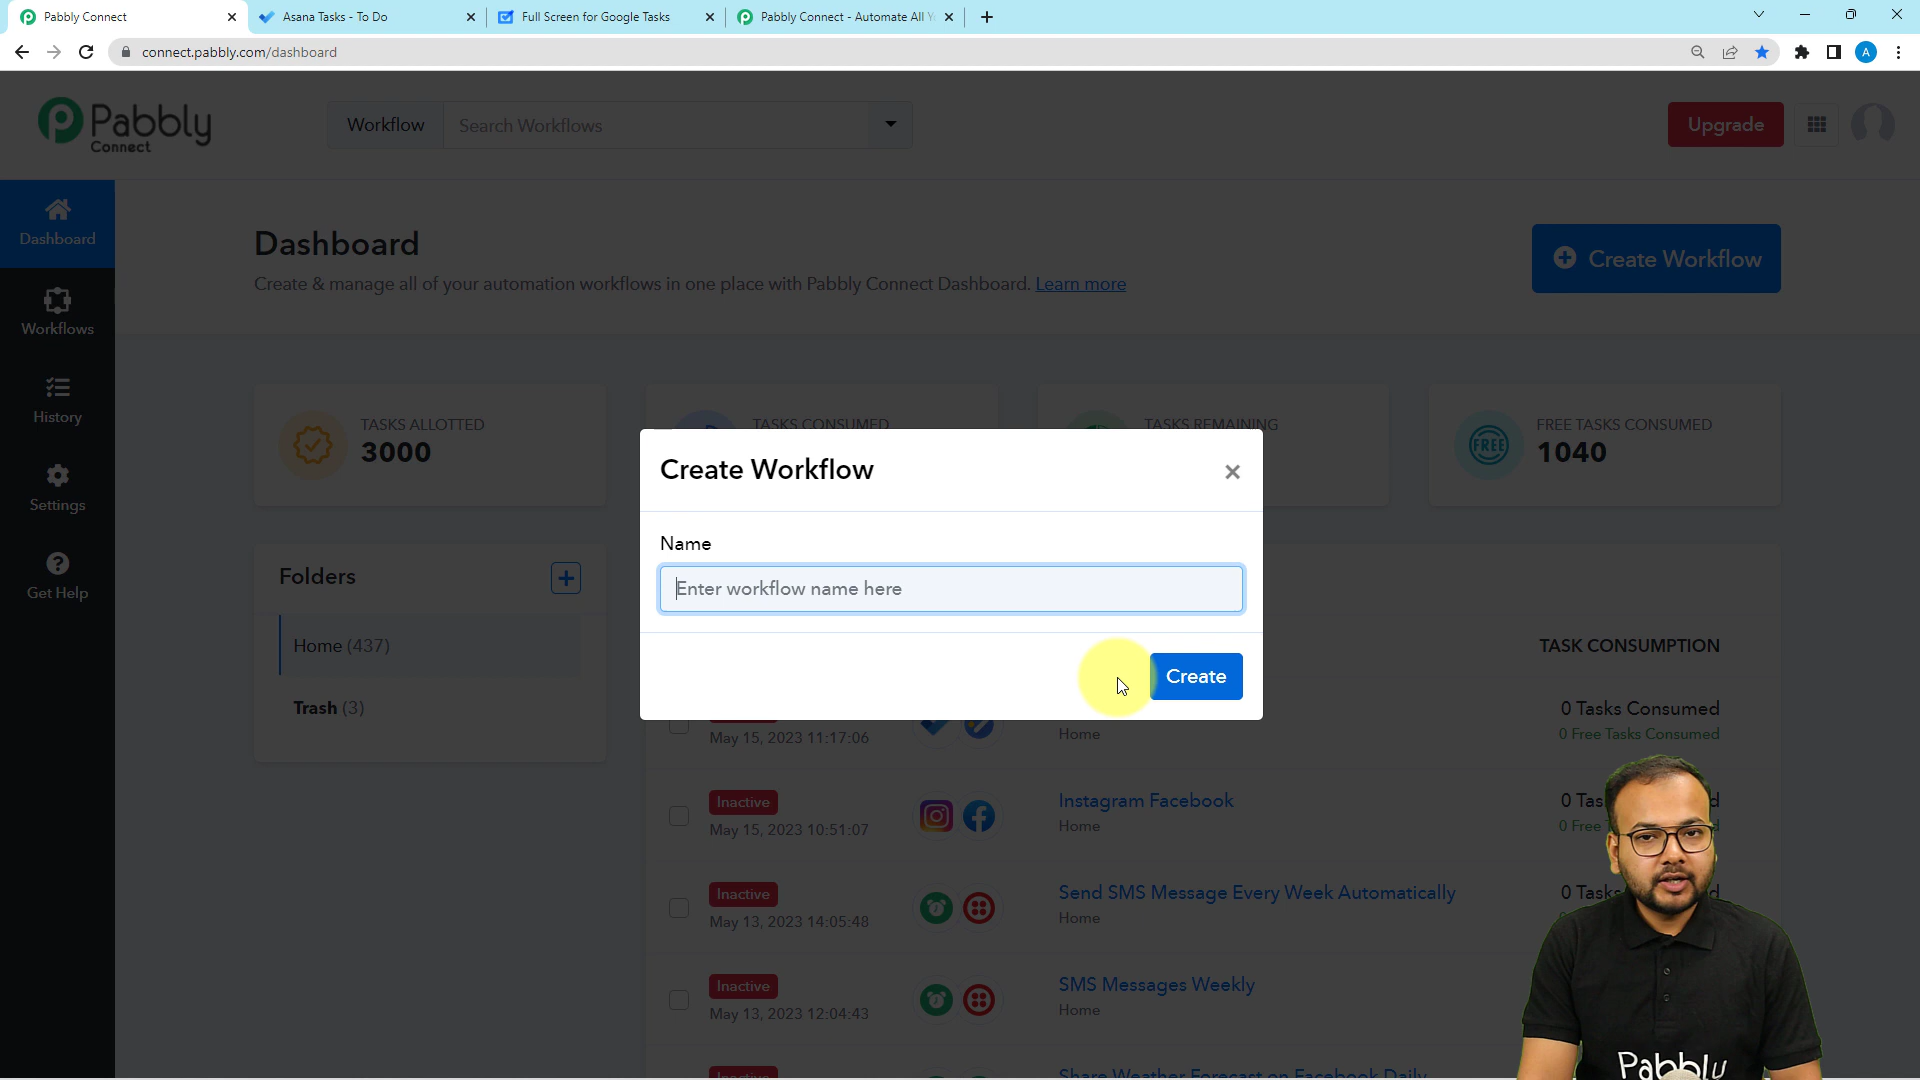 Pabbly Connect
Asana Tasks - To Do
Full Screen for Google Tasks
Pabbly Connect - Automate All
connect.pabbly.com/dashboard
A
Pabbly
Connect
Workflow
Search Workflows
Upgrade
Dashboard
Workflows
History
Settings
Get Help
Dashboard
Create & manage all of your automation workflows in one place with Pabbly Connect Dashboard. Learn more
Create Workflow
TASKS ALLOTTED
3000
TASKS CONSUMED
TASKS REMAINING
FREE
FREE TASKS CONSUMED
1040
Folders
Home (437)
Trash (3)
Create Workflow
Name
Enter workflow name here
Create
TASK CONSUMPTION
May 15, 2023 11:17:06
Home
0 Tasks Consumed
0 Free Tasks Consumed
Inactive
May 15, 2023 10:51:07
Instagram Facebook
Home
0 Free
Inactive
May 13, 2023 14:05:48
Send SMS Message Every Week Automatically
Home
0 Tasks
Inactive
May 13, 2023 12:04:43
SMS Messages Weekly
Home
Inactive
Share Weather Forecast on Facebook Daily
Pabbly